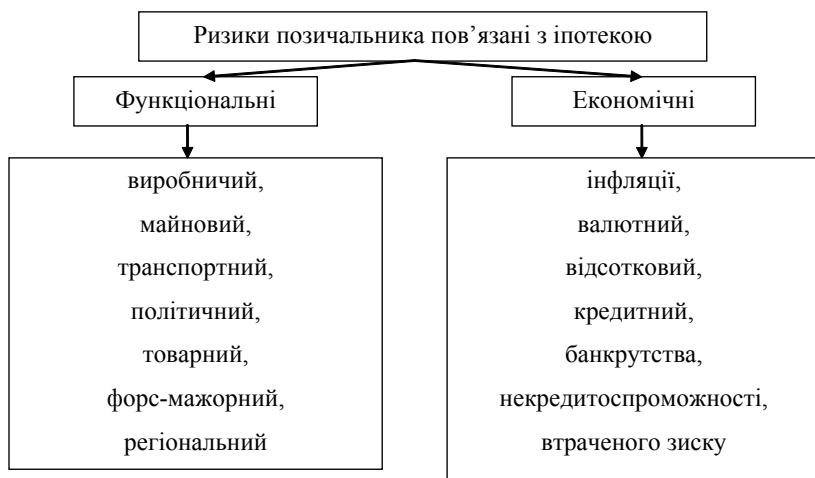 Ризики позичальника пов’язані з іпотекою
Функціональні
Економічні
виробничий,
майновий,
транспортний,
політичний,
товарний,
форс-мажорний,
регіональний
інфляції,
валютний,
відсотковий,
кредитний,
банкрутства,
некредитоспроможності,
втраченого зиску